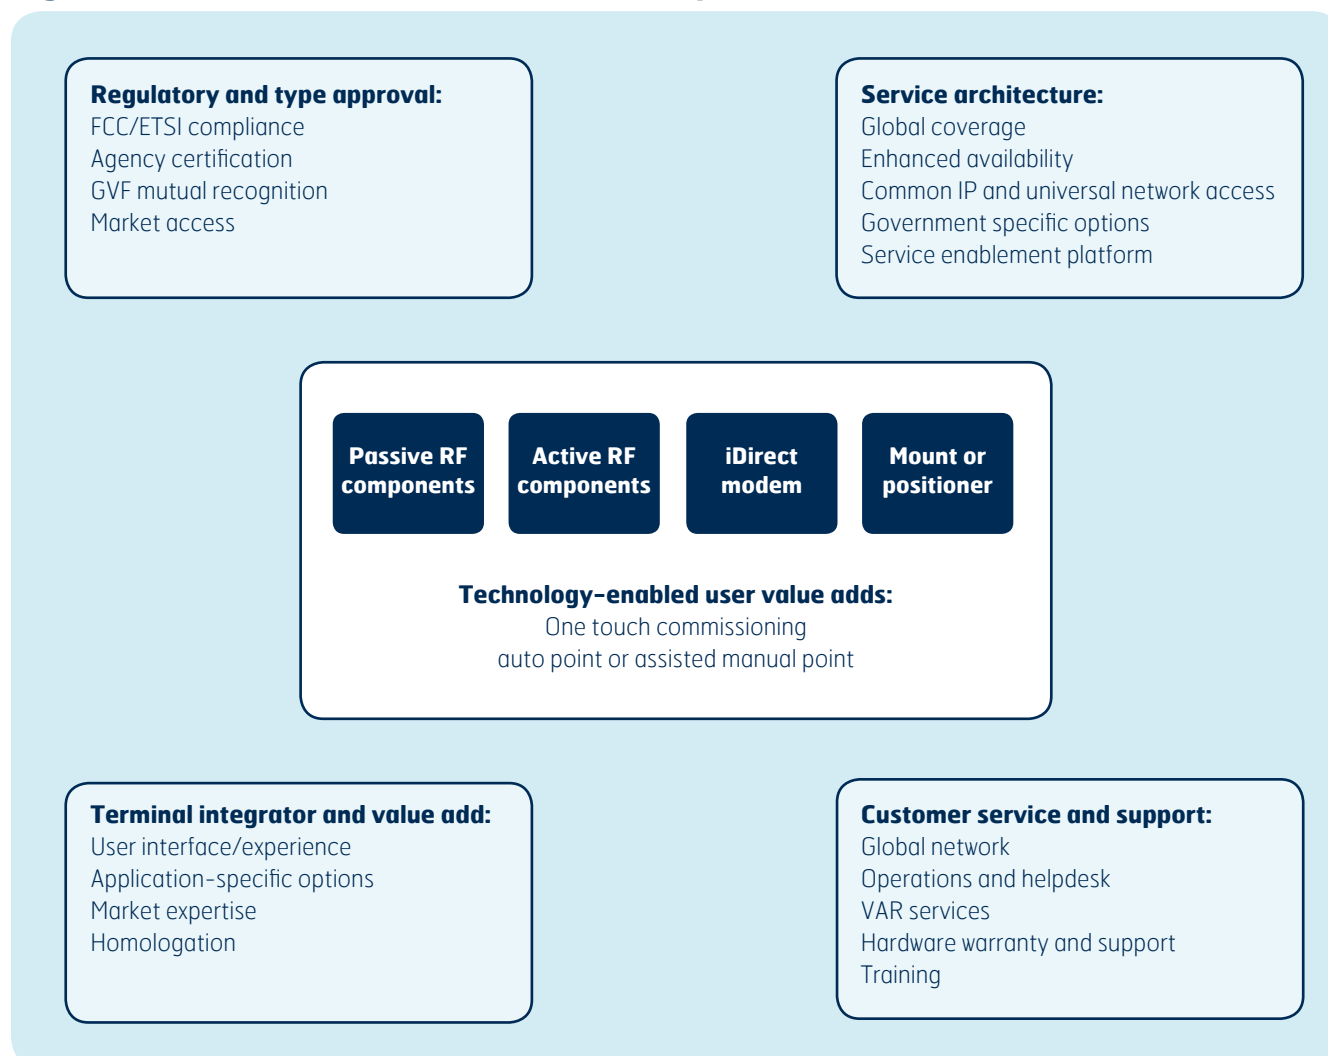 Regulatory and type approval:
FCC/ETSI compliance
Agency certification
GVF mutual recognition
Market access
Service architecture:
Global coverage
Enhanced availability
Common IP and universal network access
Government specific options
Service enablement platform
Passive RF
components
Active RF
components
iDirect
modem
Mount or
positioner
Technology-enabled user value adds:
One touch commissioning
auto point or assisted manual point
Terminal integrator and value add:
User interface/experience
Application-specific options
Market expertise
Homologation
Customer service and support:
Global network
Operations and helpdesk
VAR services
Hardware warranty and support
Training